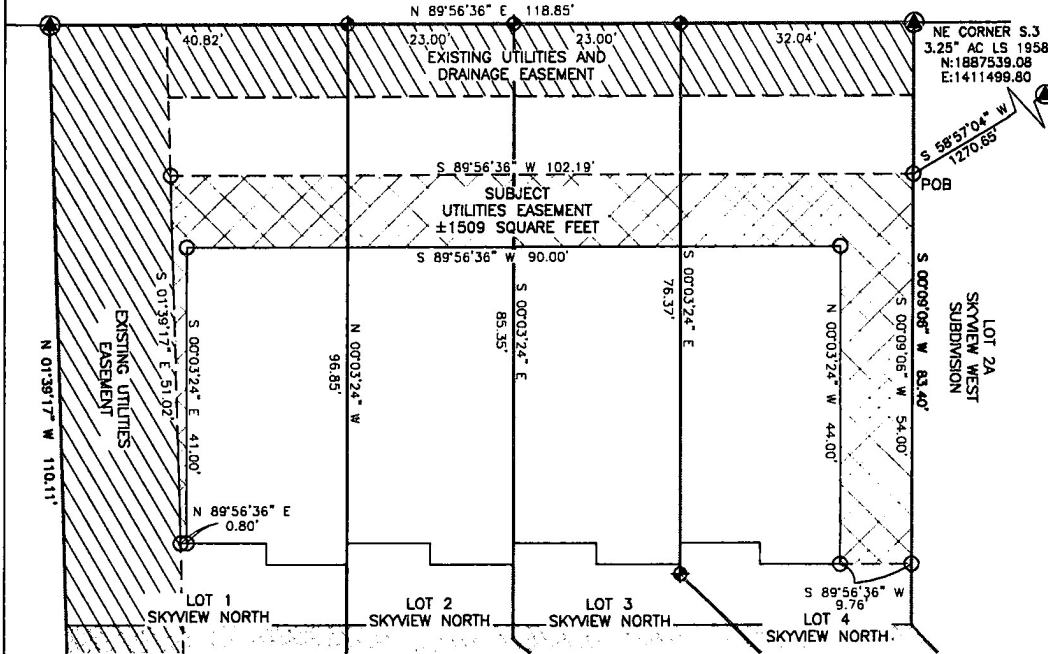 N 89°56'36" E 118.85'
40.82'
23.00'
23.00'
32.04'
EXISTING UTILITIES AND
DRAINAGE EASEMENT
NE CORNER S.3
3.25" AC LS 1958
N:1887539.08
E:1411499.80
S 58°57'04" W
1270.65'
POB
S 89°56'36" W 102.19'
SUBJECT
UTILITIES EASEMENT
±1509 SQUARE FEET
S 89°56'36" W 90.00'
N 01°39'17" W 110.11'
EXISTING UTILITIES
EASEMENT
S 01°39'17" E 51.02'
S 00°03'24" E 41.00'
N 00°03'24" W
96.85'
S 00°03'24" E
85.35'
S 00°03'24" E
76.37'
N 00°03'24" W 44.00'
S 00°09'06" W 54.00'
S 00°09'06" W 83.40'
LOT 2A
SKYVIEW WEST
SUBDIVISION
N 89°56'36" E
0.80'
S 89°56'36" W
9.76'
LOT 1
SKYVIEW NORTH
LOT 2
SKYVIEW NORTH
LOT 3
SKYVIEW NORTH
LOT 4
SKYVIEW NORTH